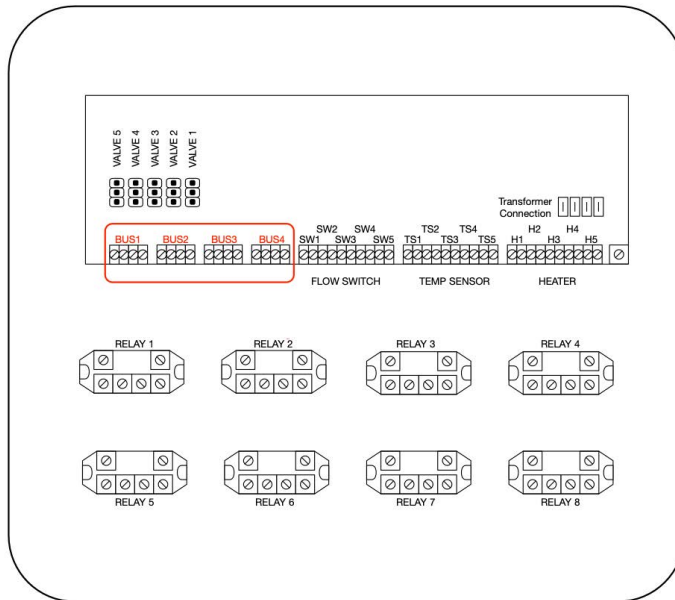 VALVE 5
VALVE 4
VALVE 3
VALVE 2
VALVE 1
Transformer
Connection
SW2 SW4 TS2 TS4 H2 H4
BUS1 BUS2 BUS3 BUS4 SW1 SW3 SW5 TS1 TS3 TS5 H1 H3 H5
FLOW SWITCH TEMP SENSOR HEATER
RELAY 1 RELAY 2 RELAY 3 RELAY 4
RELAY 5 RELAY 6 RELAY 7 RELAY 8